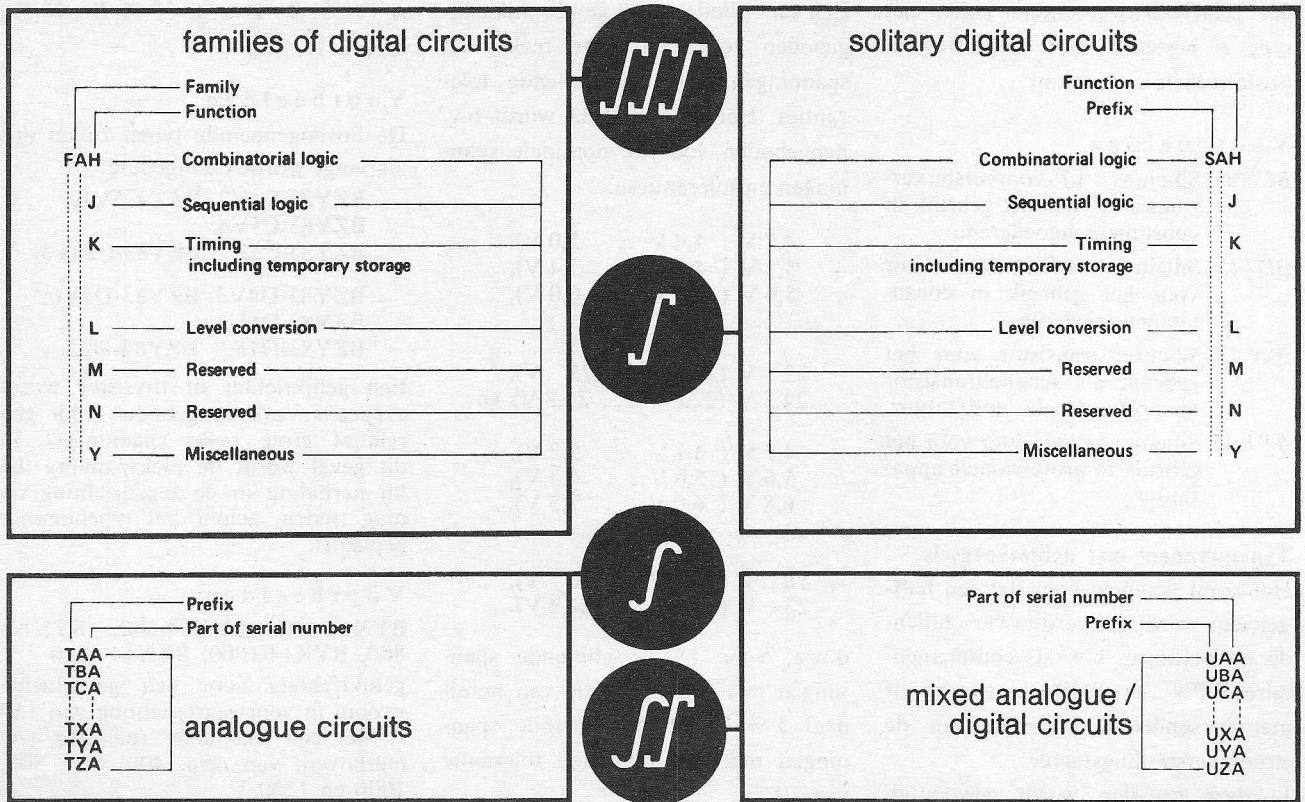 families of digital circuits
Family
Function
FAH Combinatorial logic
J Sequential logic
K Timing
including temporary storage
L Level conversion
M Reserved
N Reserved
Y Miscellaneous
solitary digital circuits
Function
Prefix
Combinatorial logic SAH
Sequential logic J
Timing K
including temporary storage
Level conversion L
Reserved M
Reserved N
Miscellaneous Y
Prefix
Part of serial number
TAA
TBA
TCA
TXA
TYA
TZA
analogue circuits
Part of serial number
Prefix
UAA
UBA
UCA
UXA
UYA
UZA
mixed analogue /
digital circuits